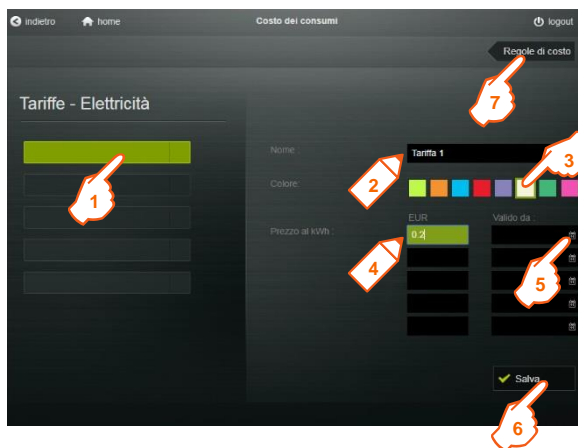 indietro home Costo dei consumi logout
Regole di costo
7
Tariffe - Elettricità
Nome :
Tariffa 1
3
Colore:
2
1
EUR Valido da :
Prezzo al kWh :
0.2
4
5
Salva
6